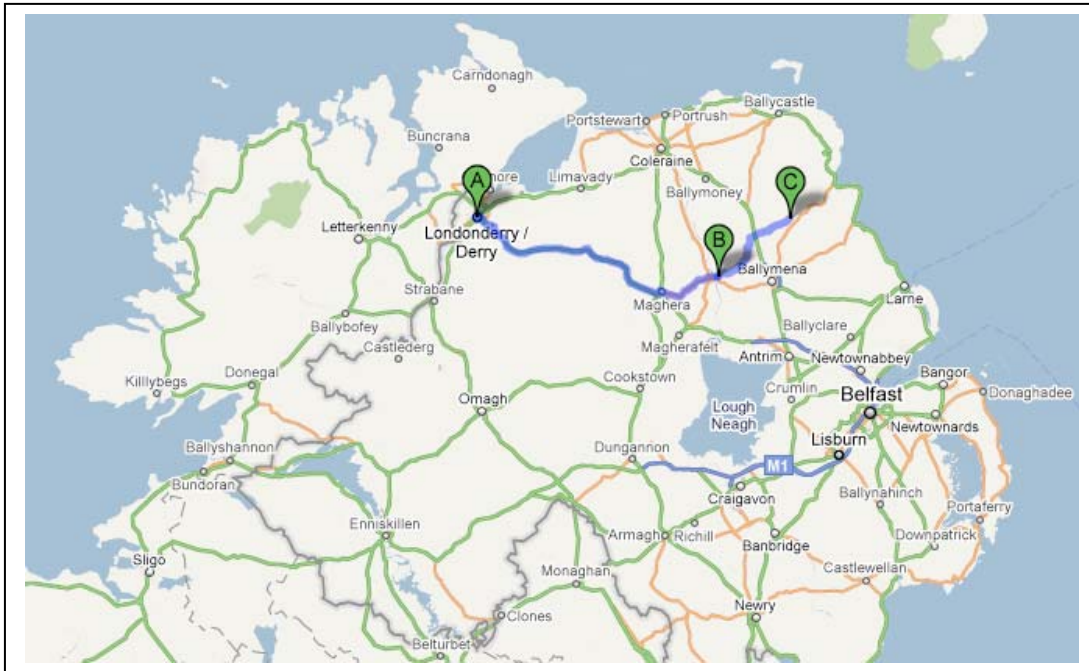 Carndonagh
Ballycastle
Portstewart
Portrush
Buncrana
Coleraine
A
more
Limavady
Ballymoney
C
Letterkenny
Londonderry /
Derry
B
Strabane
Maghera
Ballymena
Larne
Ballybofey
Castlederg
Magherafelt
Ballyclare
Antrim
Newtownabbey
Killlybegs
Donegal
Cookstown
Crumlin
Bangor
Donaghadee
Omagh
Lough
Neagh
Belfast
Newtownards
Ballyshannon
Dungannon
Lisburn
Bundoran
M1
Craigavon
Ballynahinch
Portaferry
Enniskillen
Armagh
Richill
Banbridge
Downpatrick
Sligo
Monaghan
Castlewellan
Clones
Newry
Belturbet